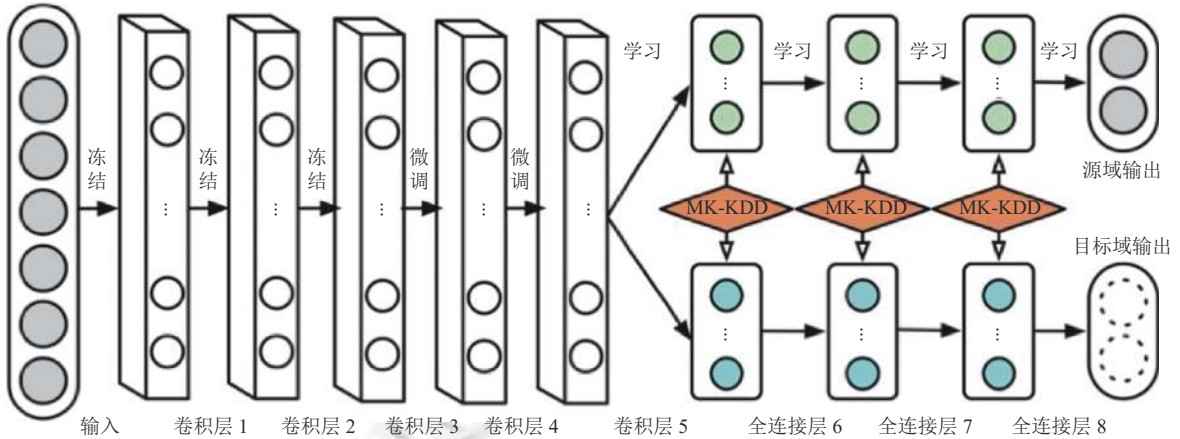 冻结
冻结
冻结
微调
微调
学习
学习
学习
学习
源域输出
MK-KDD
MK-KDD
MK-KDD
目标域输出
输入
卷积层 1
卷积层 2
卷积层 3
卷积层 4
卷积层 5
全连接层 6
全连接层 7
全连接层 8